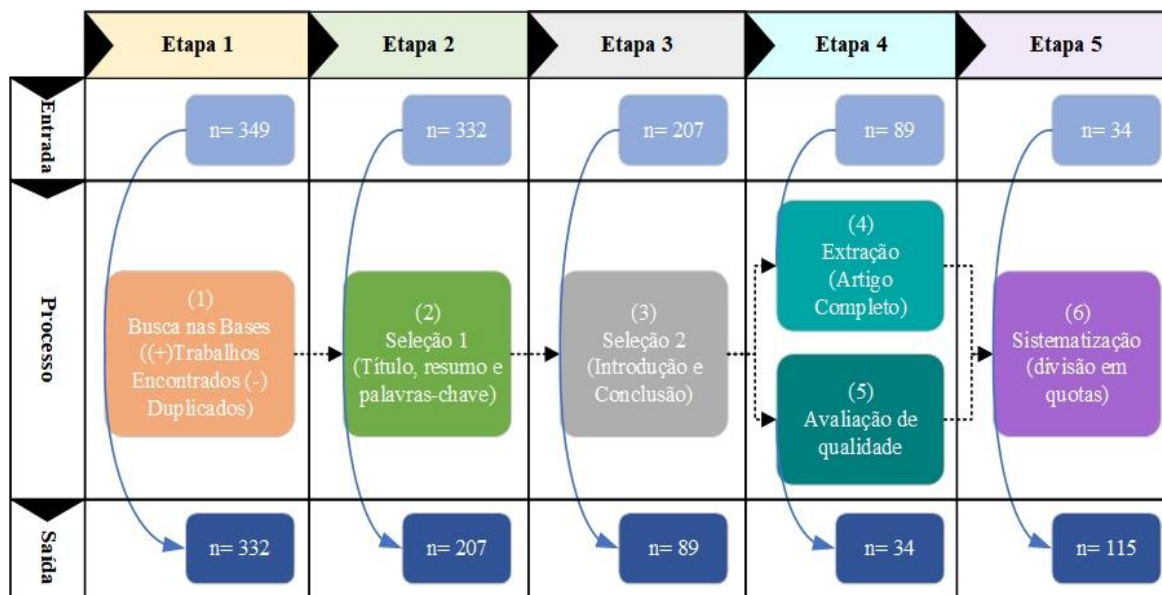 Etapa 1
Etapa 2
Etapa 3
Etapa 4
Etapa 5
Entrada
n= 349
n= 332
n= 207
n= 89
n= 34
Processo
(1)
Busca nas Bases
((+)Trabalhos
Encontrados (-)
Duplicados)
(2)
Seleção 1
(Título, resumo e
palavras-chave)
(3)
Seleção 2
(Introdução e
Conclusão)
(4)
Extração
(Artigo
Completo)
(5)
Avaliação de
qualidade
(6)
Sistematização
(divisão em
quotas)
Saída
n= 332
n= 207
n= 89
n= 34
n= 115